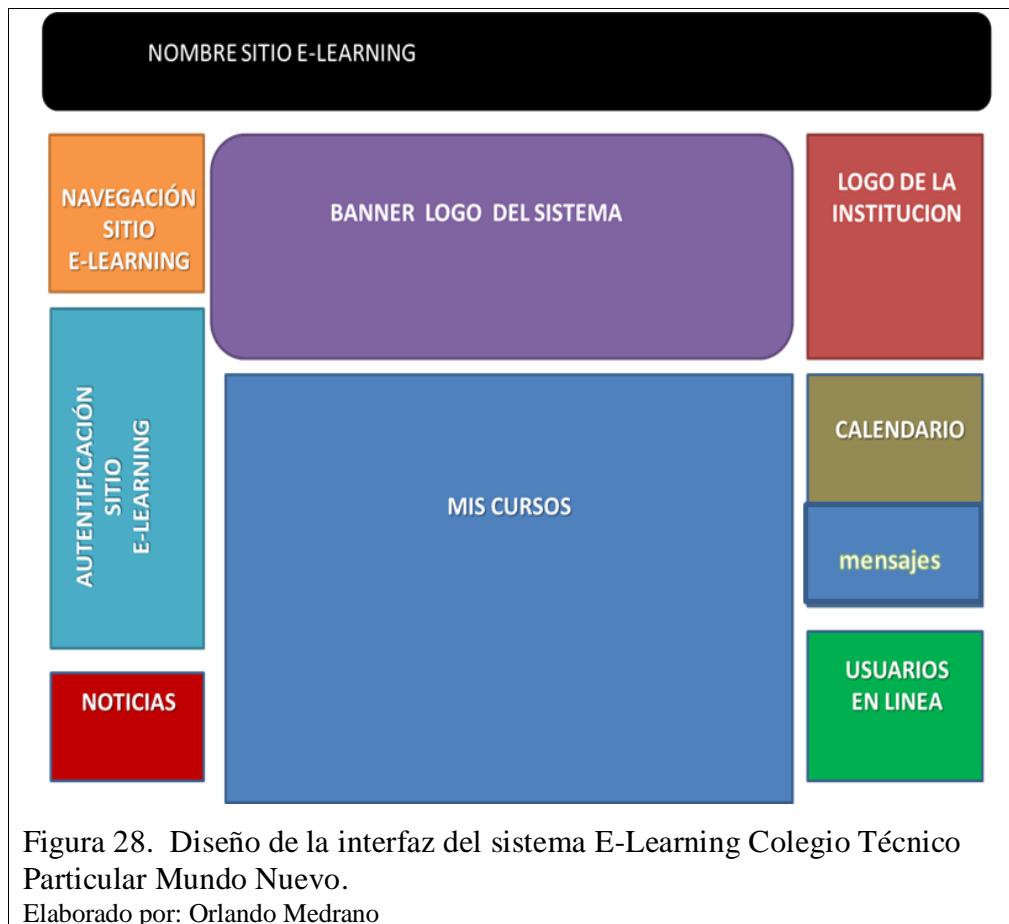 NOMBRE SITIO E-LEARNING
NAVEGACIÓN
SITIO
E-LEARNING
BANNER LOGO DEL SISTEMA
LOGO DE LA
INSTITUCION
AUTENTIFICACIÓN
SITIO
E-LEARNING
MIS CURSOS
CALENDARIO
mensajes
NOTICIAS
USUARIOS
EN LINEA
Figura 28. Diseño de la interfaz del sistema E-Learning Colegio Técnico
Particular Mundo Nuevo.
Elaborado por: Orlando Medrano